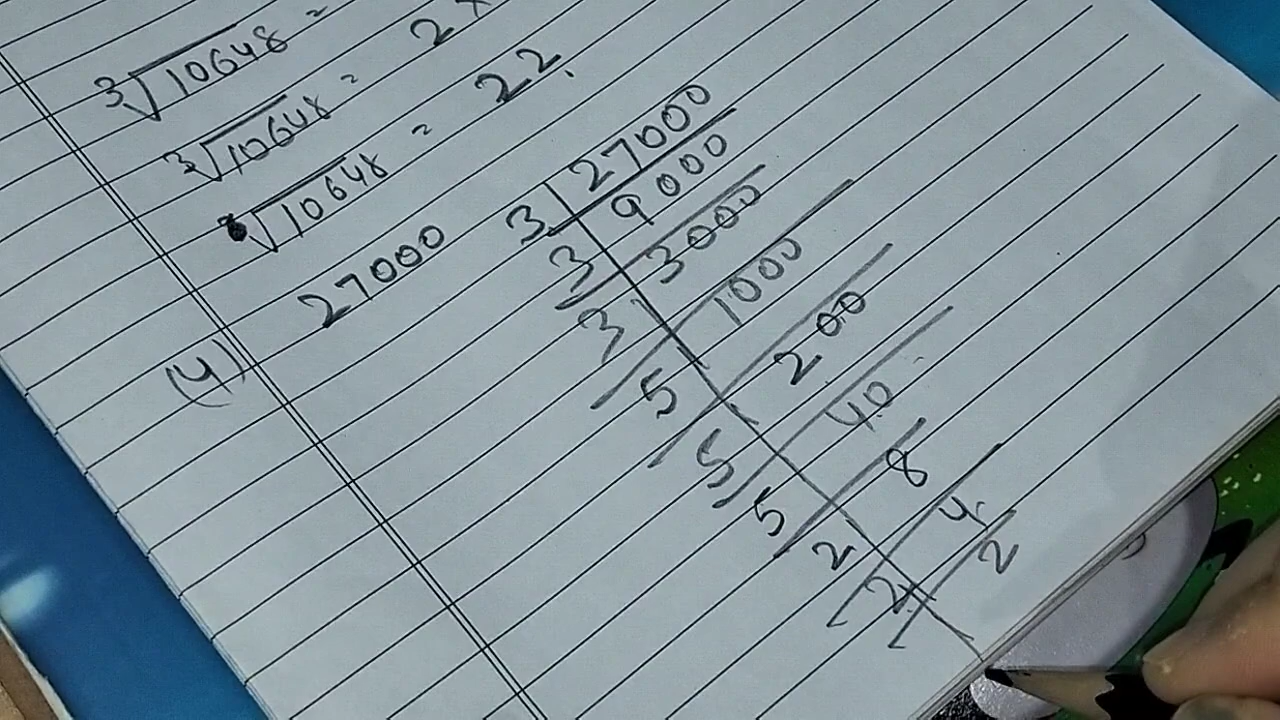 ∛10648 =
∛10648 = 2 ×
∛10648 = 22.
(4) 27000
3 | 27000
3 | 9000
3 | 3000
5 | 1000
5 | 200
5 | 40
2 | 8
2 | 4
2